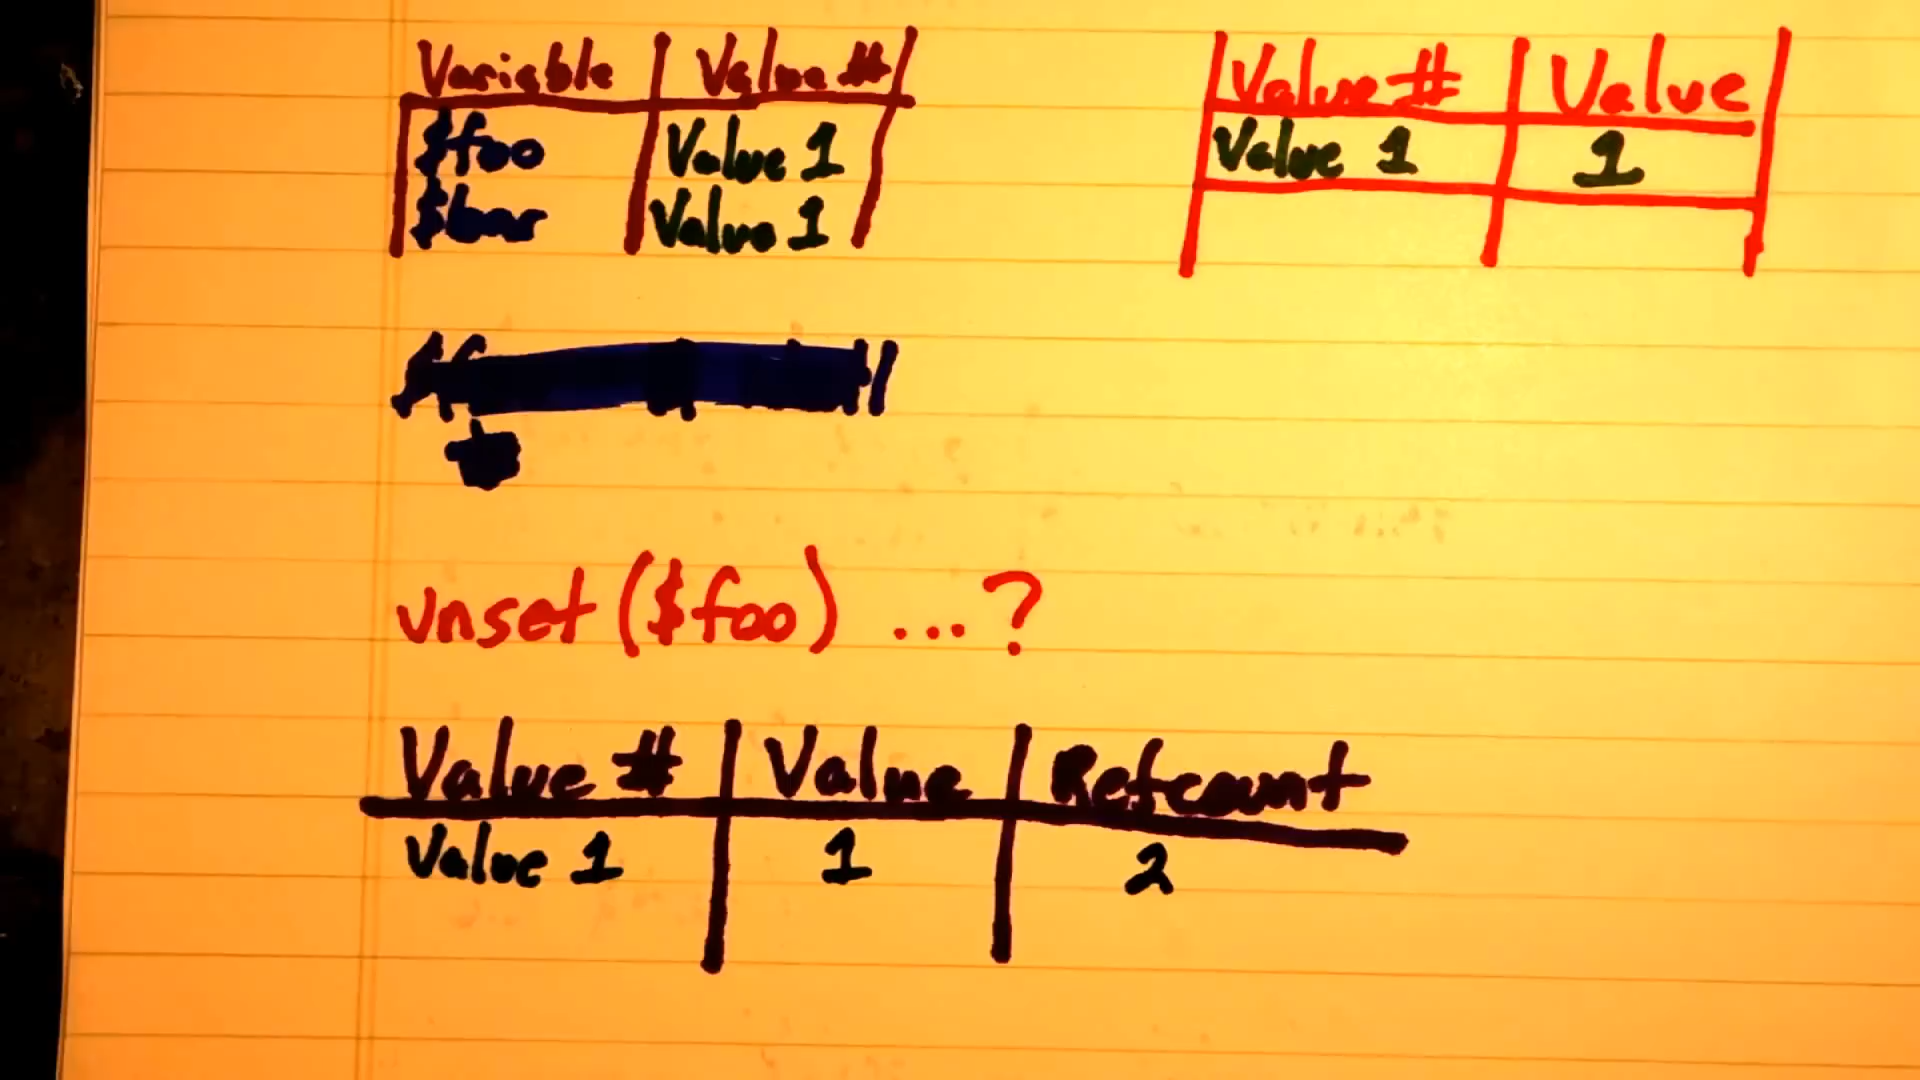 Variable Value #
$foo Value 1
$bar Value 1
Value # Value
Value 1 1
unset ($foo) ...?
Value # Value Refcount
Value 1 1 2